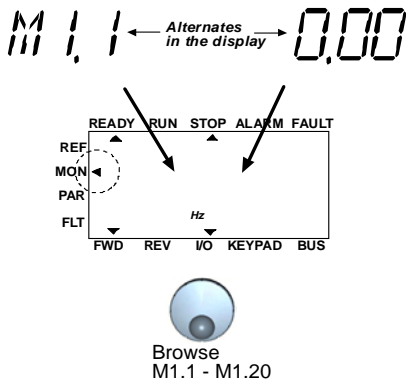 M1.1
Alternates
in the display
0.00
READY RUN STOP ALARM FAULT
REF
MON
PAR
FLT
Hz
FWD REV I/O KEYPAD BUS
Browse
M1.1 - M1.20